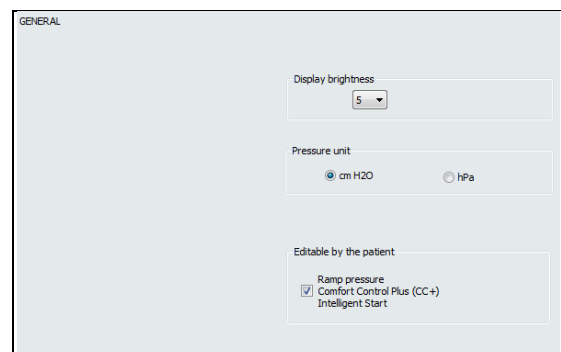 GENERAL
Display brightness
5
Pressure unit
cm H2O
hPa
Editable by the patient
Ramp pressure
Comfort Control Plus (CC+)
Intelligent Start